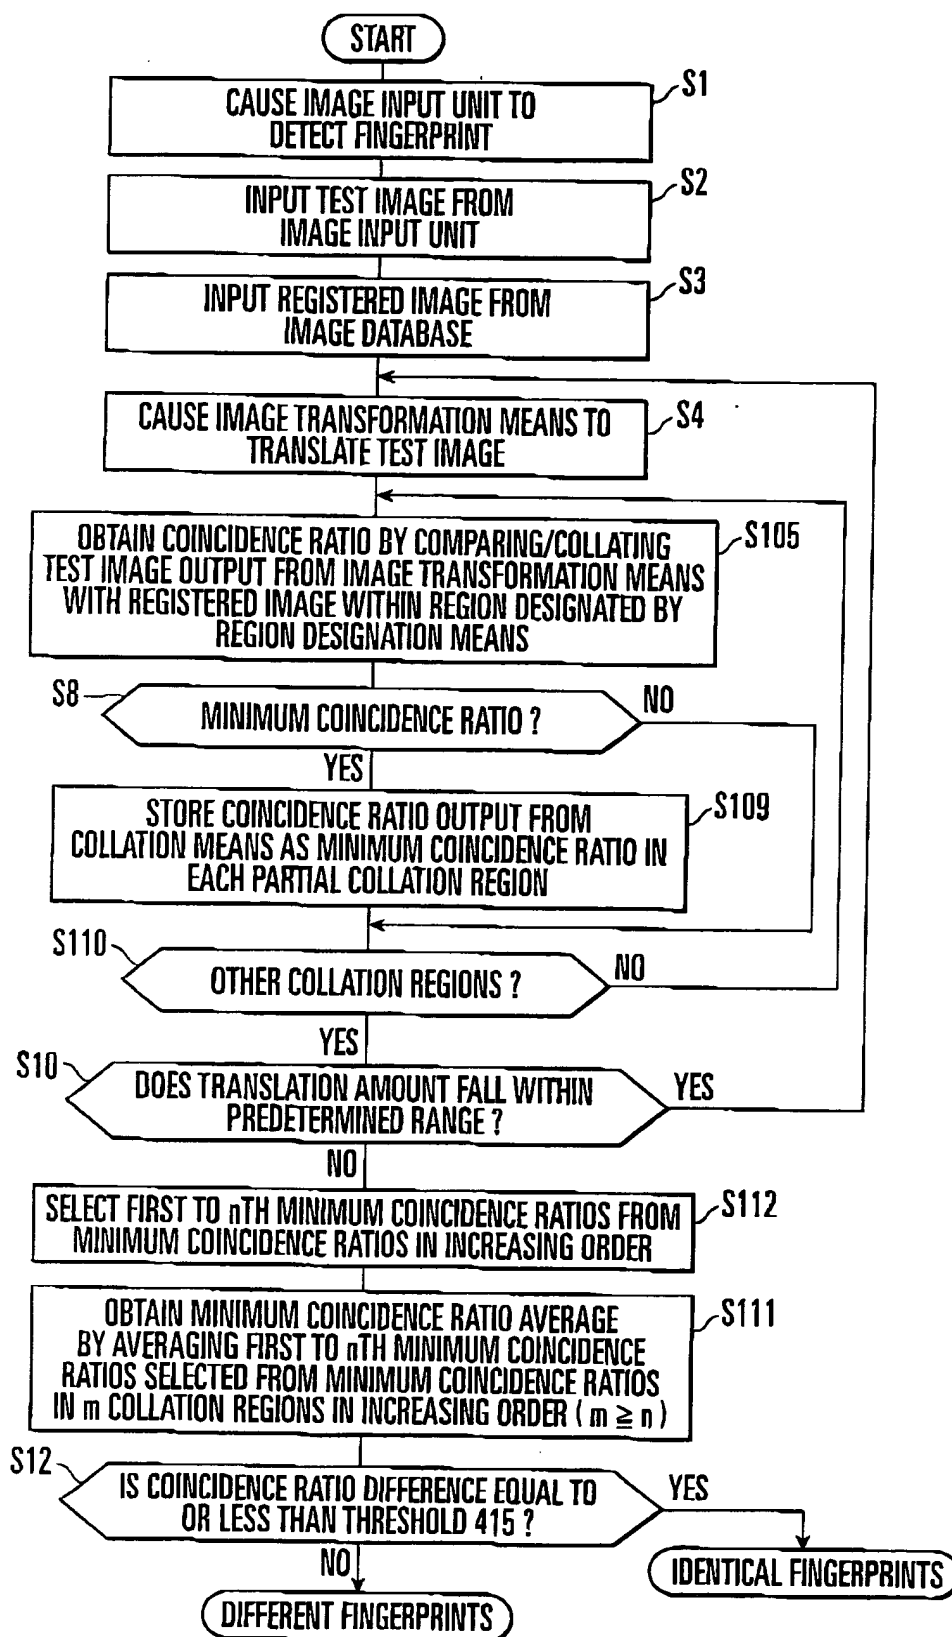 START
S1
CAUSE IMAGE INPUT UNIT TO
DETECT FINGERPRINT
S2
INPUT TEST IMAGE FROM
IMAGE INPUT UNIT
S3
INPUT REGISTERED IMAGE FROM
IMAGE DATABASE
S4
CAUSE IMAGE TRANSFORMATION MEANS TO
TRANSLATE TEST IMAGE
S105
OBTAIN COINCIDENCE RATIO BY COMPARING/COLLATING
TEST IMAGE OUTPUT FROM IMAGE TRANSFORMATION MEANS
WITH REGISTERED IMAGE WITHIN REGION DESIGNATED BY
REGION DESIGNATION MEANS
S8
MINIMUM COINCIDENCE RATIO ?
NO
YES
S109
STORE COINCIDENCE RATIO OUTPUT FROM
COLLATION MEANS AS MINIMUM COINCIDENCE RATIO IN
EACH PARTIAL COLLATION REGION
S110
OTHER COLLATION REGIONS ?
NO
YES
S10
DOES TRANSLATION AMOUNT FALL WITHIN
PREDETERMINED RANGE ?
YES
NO
S112
SELECT FIRST TO nTH MINIMUM COINCIDENCE RATIOS FROM
MINIMUM COINCIDENCE RATIOS IN INCREASING ORDER
S111
OBTAIN MINIMUM COINCIDENCE RATIO AVERAGE
BY AVERAGING FIRST TO nTH MINIMUM COINCIDENCE
RATIOS SELECTED FROM MINIMUM COINCIDENCE RATIOS
IN m COLLATION REGIONS IN INCREASING ORDER ( m ≧ n )
S12
IS COINCIDENCE RATIO DIFFERENCE EQUAL TO
OR LESS THAN THRESHOLD 415 ?
YES
NO
IDENTICAL FINGERPRINTS
DIFFERENT FINGERPRINTS